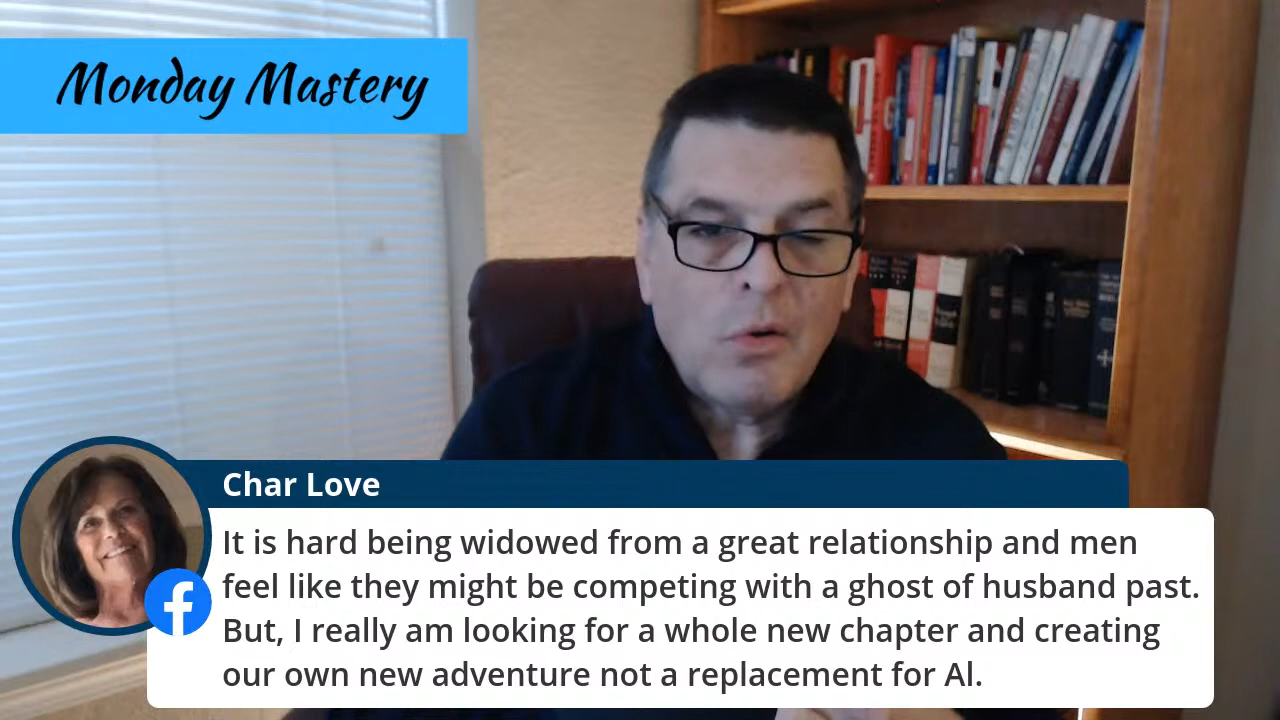 Monday Mastery
Char Love
It is hard being widowed from a great relationship and men
feel like they might be competing with a ghost of husband past.
But, I really am looking for a whole new chapter and creating
our own new adventure not a replacement for Al.